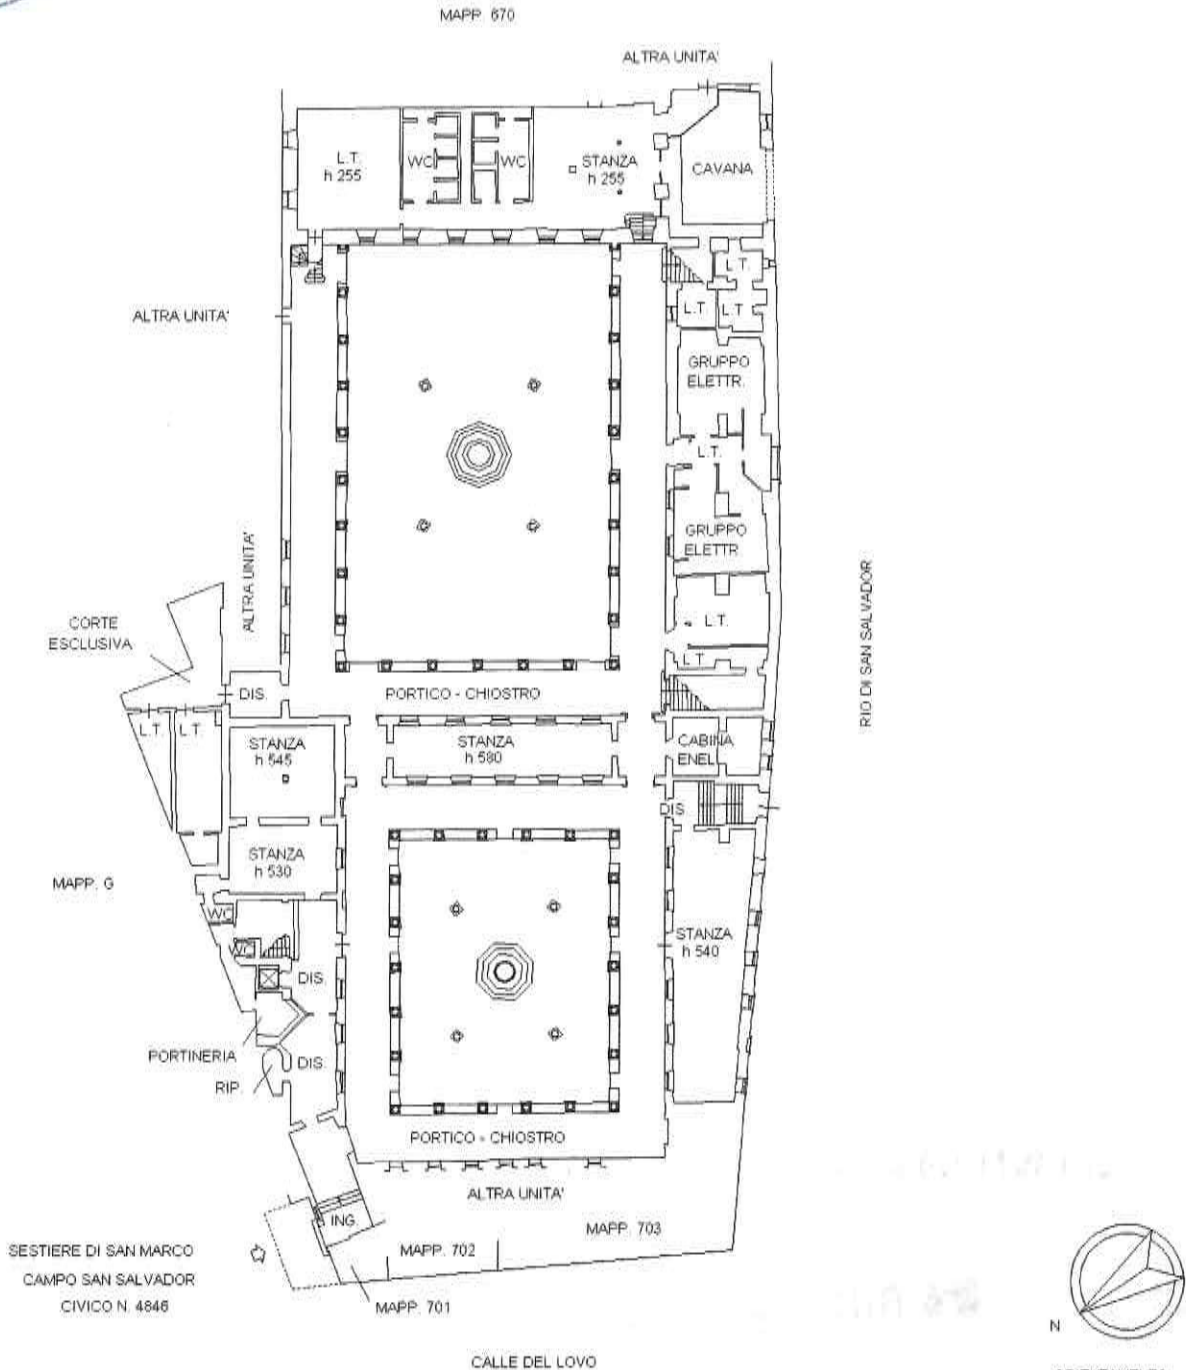 MAPP 670
ALTRA UNITA'
L.T.
h 255
WC
WC
STANZA
h 255
CAVANA
L.T.
L.T
L.T
ALTRA UNITA'
GRUPPO
ELETTR.
L.T.
GRUPPO
ELETTR
ALTRA UNITA'
RIO DI SAN SALVADOR
CORTE
ESCLUSIVA
L.T.
L.T
DIS.
PORTICO - CHIOSTRO
L.T
L.T
STANZA
h 545
STANZA
h 580
CABINA
ENEL
DIS
STANZA
h 530
MAPP. G
WC
WC
STANZA
h 540
DIS.
PORTINERIA
DIS.
RIP.
PORTICO - CHIOSTRO
ALTRA UNITA'
ING.
MAPP. 703
MAPP. 702
SESTIERE DI SAN MARCO
CAMPO SAN SALVADOR
CIVICO N. 4846
MAPP. 701
N
CALLE DEL LOVO